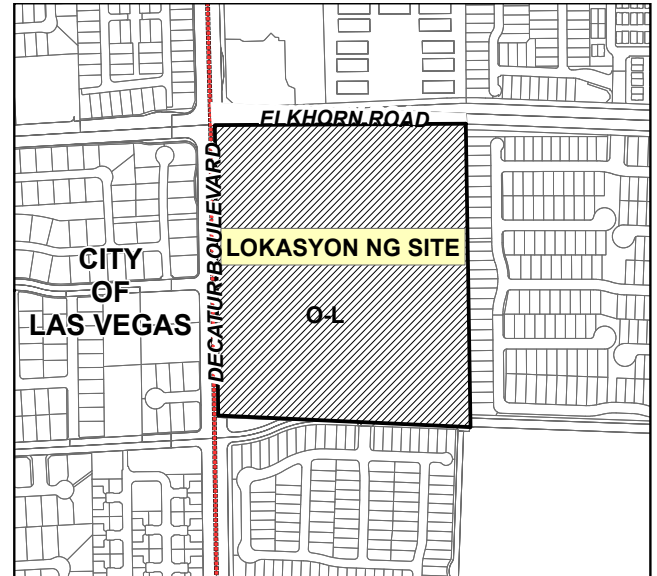 ELKHORN ROAD
DECATUR BOULEVARD
LOKASYON NG SITE
CITY
OF
LAS VEGAS
O-L